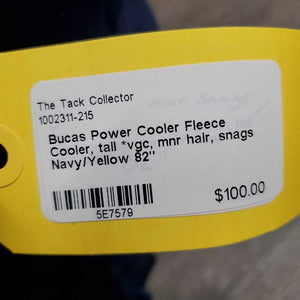 The Tack Collector
1002311-215
Bucas Power Cooler Fleece
Cooler, tail *vgc, mnr hair, snags
Navy/Yellow 82"
$100.00
5E7579